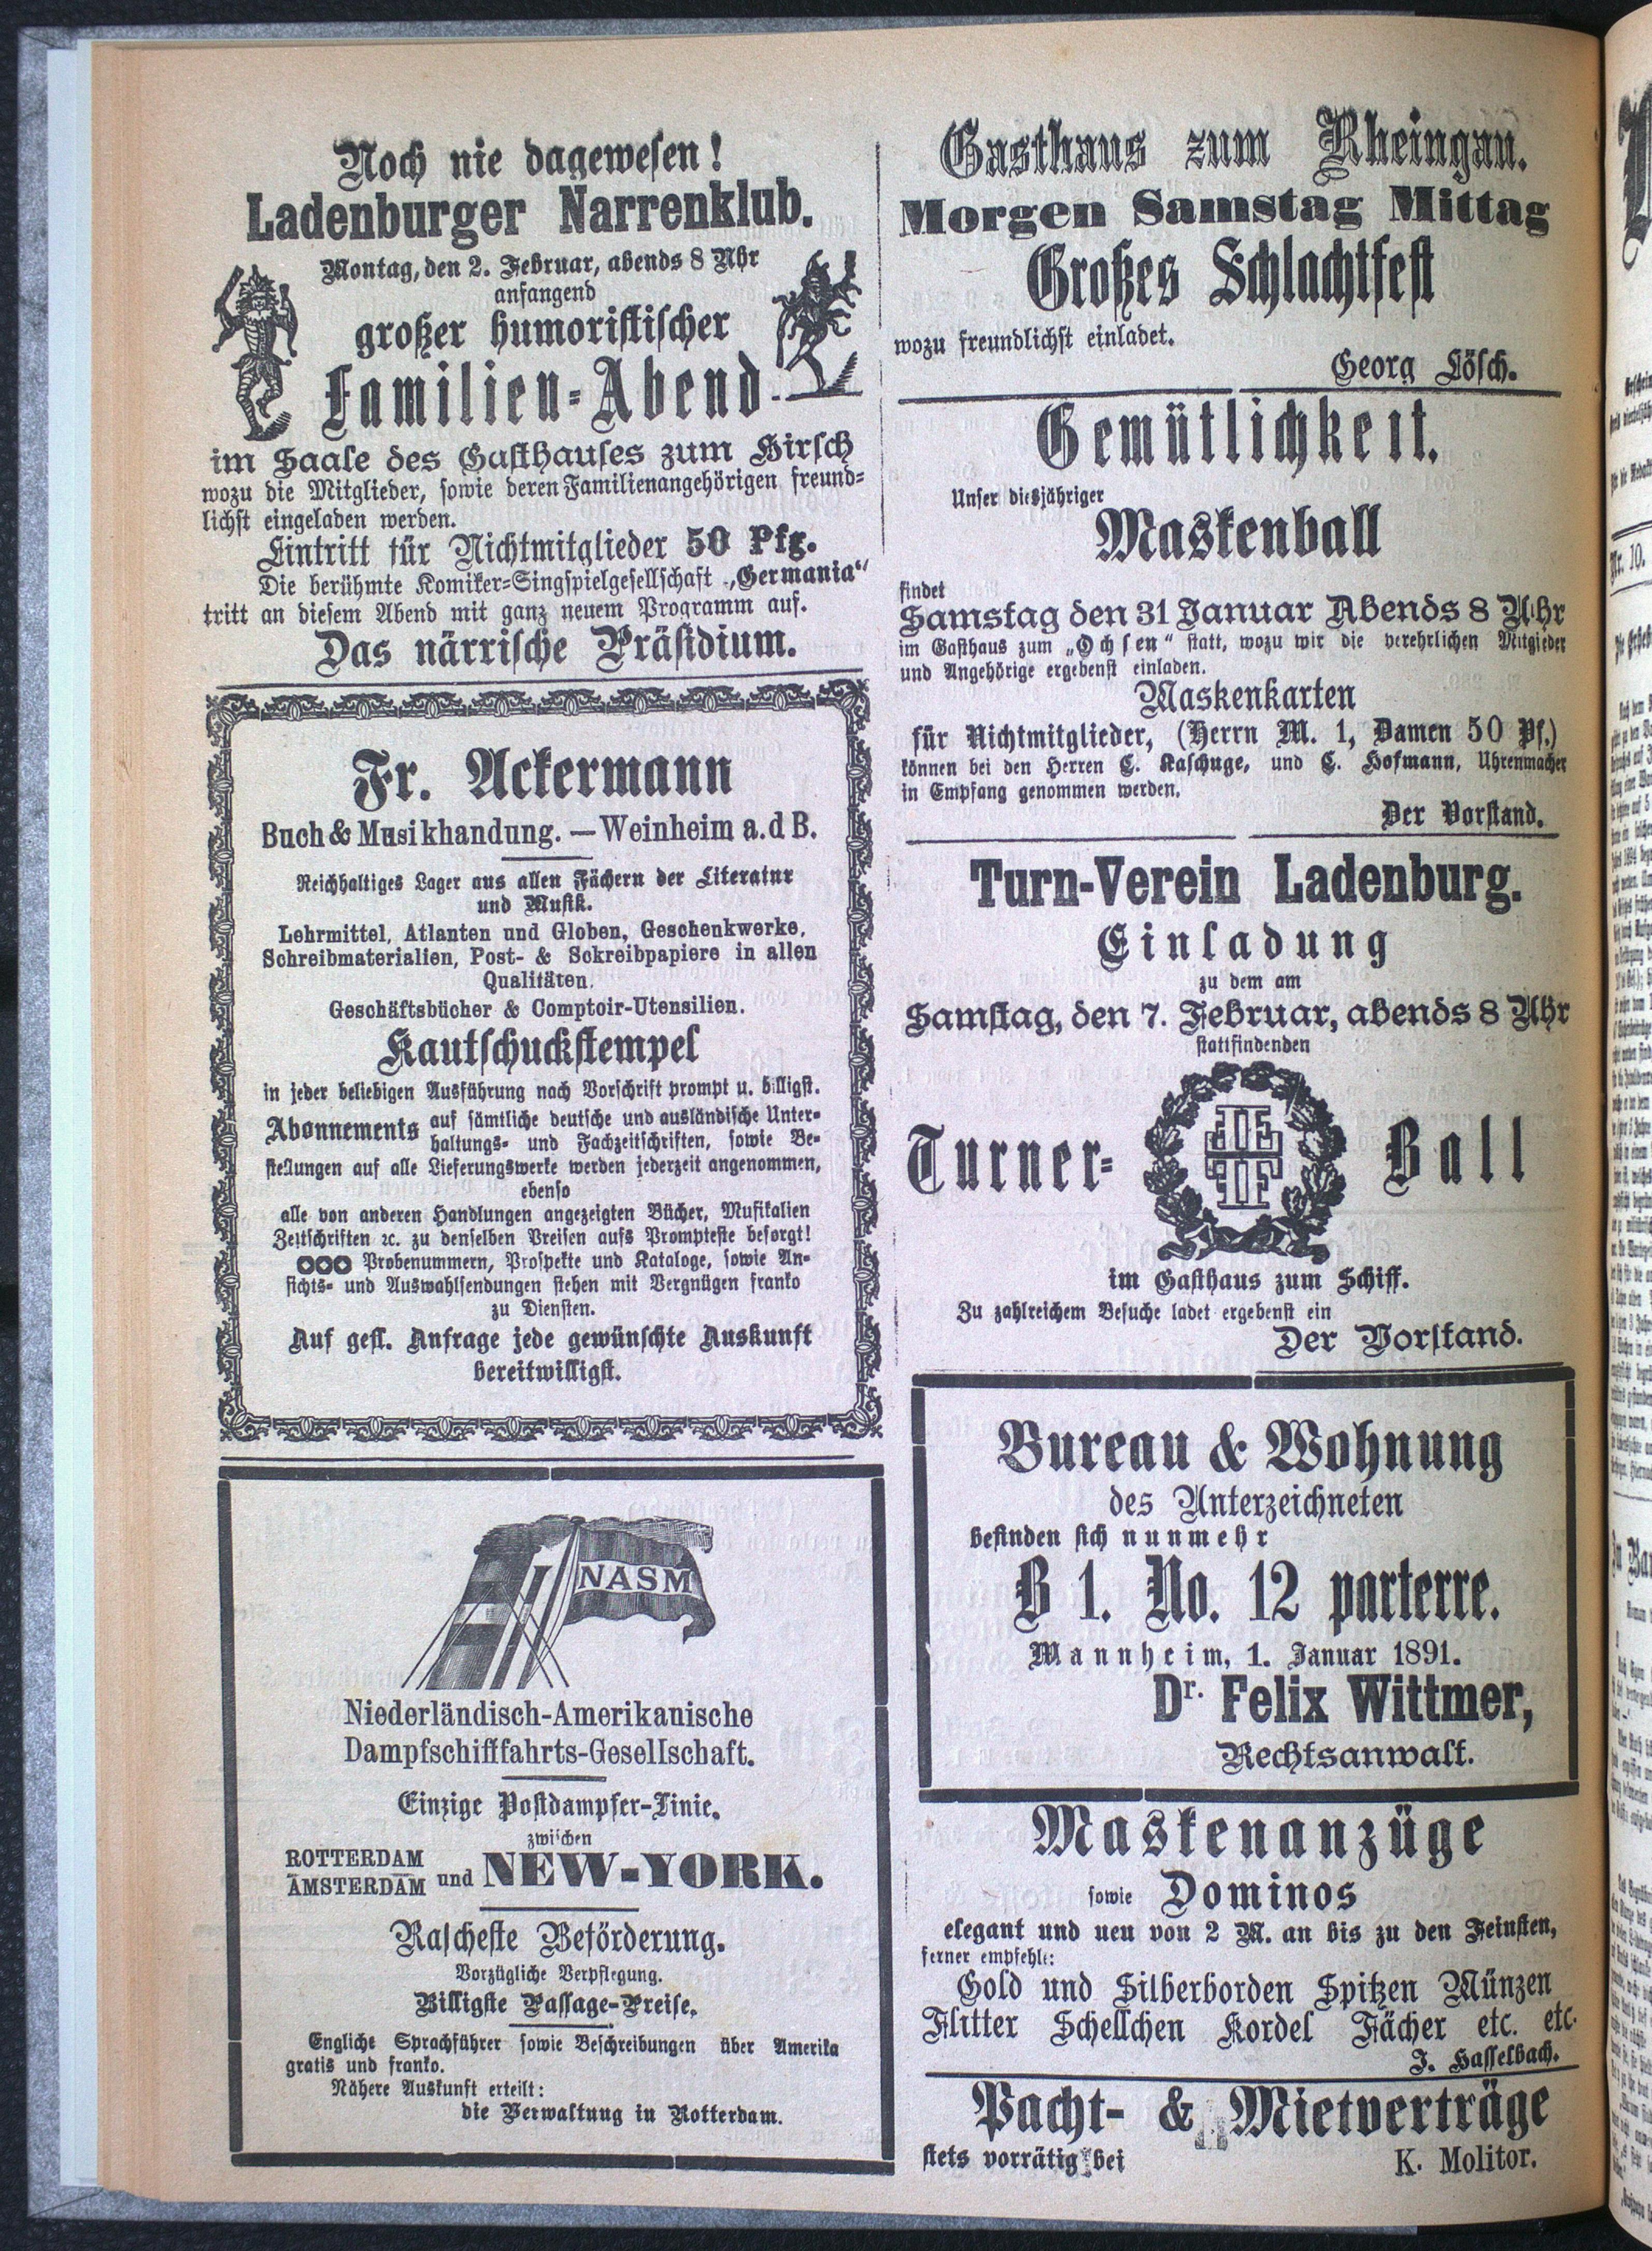 Noch nie dagewesen!
Ladenburger Narrenklub.
Montag, den 2. Februar, abends 8 Uhr
anfangend
großer humoristischer
Familien-Abend
im Saale des Gasthauses zum Hirsch
wozu die Mitglieder, sowie deren Familienangehörigen freund-
lichst eingeladen werden.
Eintritt für Nichtmitglieder 50 Pfg.
Die berühmte Komiker-Singspielgesellschaft „Germania“
tritt an diesem Abend mit ganz neuem Programm auf.
Das närrische Präsidium.
Fr. Ackermann
Buch & Musikhandung. — Weinheim a. d B.
Reichhaltiges Lager aus allen Fächern der Literatur
und Musik.
Lehrmittel, Atlanten und Globen, Geschenkwerke,
Schreibmaterialien, Post- & Sckreibpapiere in allen
Qualitäten.
Geschäftsbücher & Comptoir-Utensilien.
Kautschuckstempel
in jeder beliebigen Ausführung nach Vorschrift prompt u. billigst.
Abonnements auf sämtliche deutsche und ausländische Unter-
haltungs- und Fachzeitschriften, sowie Be-
stellungen auf alle Lieferungswerke werden jederzeit angenommen,
ebenso
alle von anderen Handlungen angezeigten Bücher, Musikalien
Zeitschriften ꝛc. zu denselben Preisen aufs Prompteste besorgt!
Probenummern, Prospekte und Kataloge, sowie An-
sichts- und Auswahlsendungen stehen mit Vergnügen franko
zu Diensten.
Auf gefl. Anfrage jede gewünschte Auskunft
bereitwilligst.
NASM
Niederländisch-Amerikanische
Dampfschifffahrts-Gesellschaft.
Einzige Postdampfer-Linie.
zwischen
ROTTERDAM
AMSTERDAM und NEW-YORK.
Rascheste Beförderung.
Vorzügliche Verpflegung.
Billigste Passage-Preise.
Engliche Sprachführer sowie Beschreibungen über Amerika
gratis und franko.
Nähere Auskunft erteilt:
die Verwaltung in Rotterdam.
Gasthaus zum Rheingau.
Morgen Samstag Mittag
Großes Schlachtfest
wozu freundlichst einladet.
Georg Lösch.
Gemütlichkeit.
Unser diesjähriger
Maskenball
findet
Samstag den 31 Januar Abends 8 Uhr
im Gasthaus zum „Ochsen“ statt, wozu wir die verehrlichen Mitgieder
und Angehörige ergebenst einladen.
Maskenkarten
für Nichtmitglieder, (Herrn M. 1, Damen 50 Pf.)
können bei den Herren C. Kaschuge, und C. Hofmann, Uhrenmacher
in Empfang genommen werden.
Der Vorstand.
Turn-Verein Ladenburg.
Einladung
zu dem am
Samstag, den 7. Februar, abends 8 Uhr
stattfindenden
Turner- Ball
im Gasthaus zum Schiff.
Zu zahlreichem Besuche ladet ergebenst ein
Der Vorstand.
Bureau & Wohnung
des Unterzeichneten
befinden sich nunmehr
B 1. No. 12 parterre.
Mannheim, 1. Januar 1891.
Dr. Felix Wittmer,
Rechtsanwalt.
Maskenanzüge
sowie Dominos
elegant und neu von 2 M. an bis zu den Feinsten,
ferner empfehle:
Gold und Silberborden Spitzen Münzen
Flitter Schellchen Kordel Fächer etc. etc.
J. Hasselbach.
Pacht- & Mietverträge
stets vorrätig bei K. Molitor.